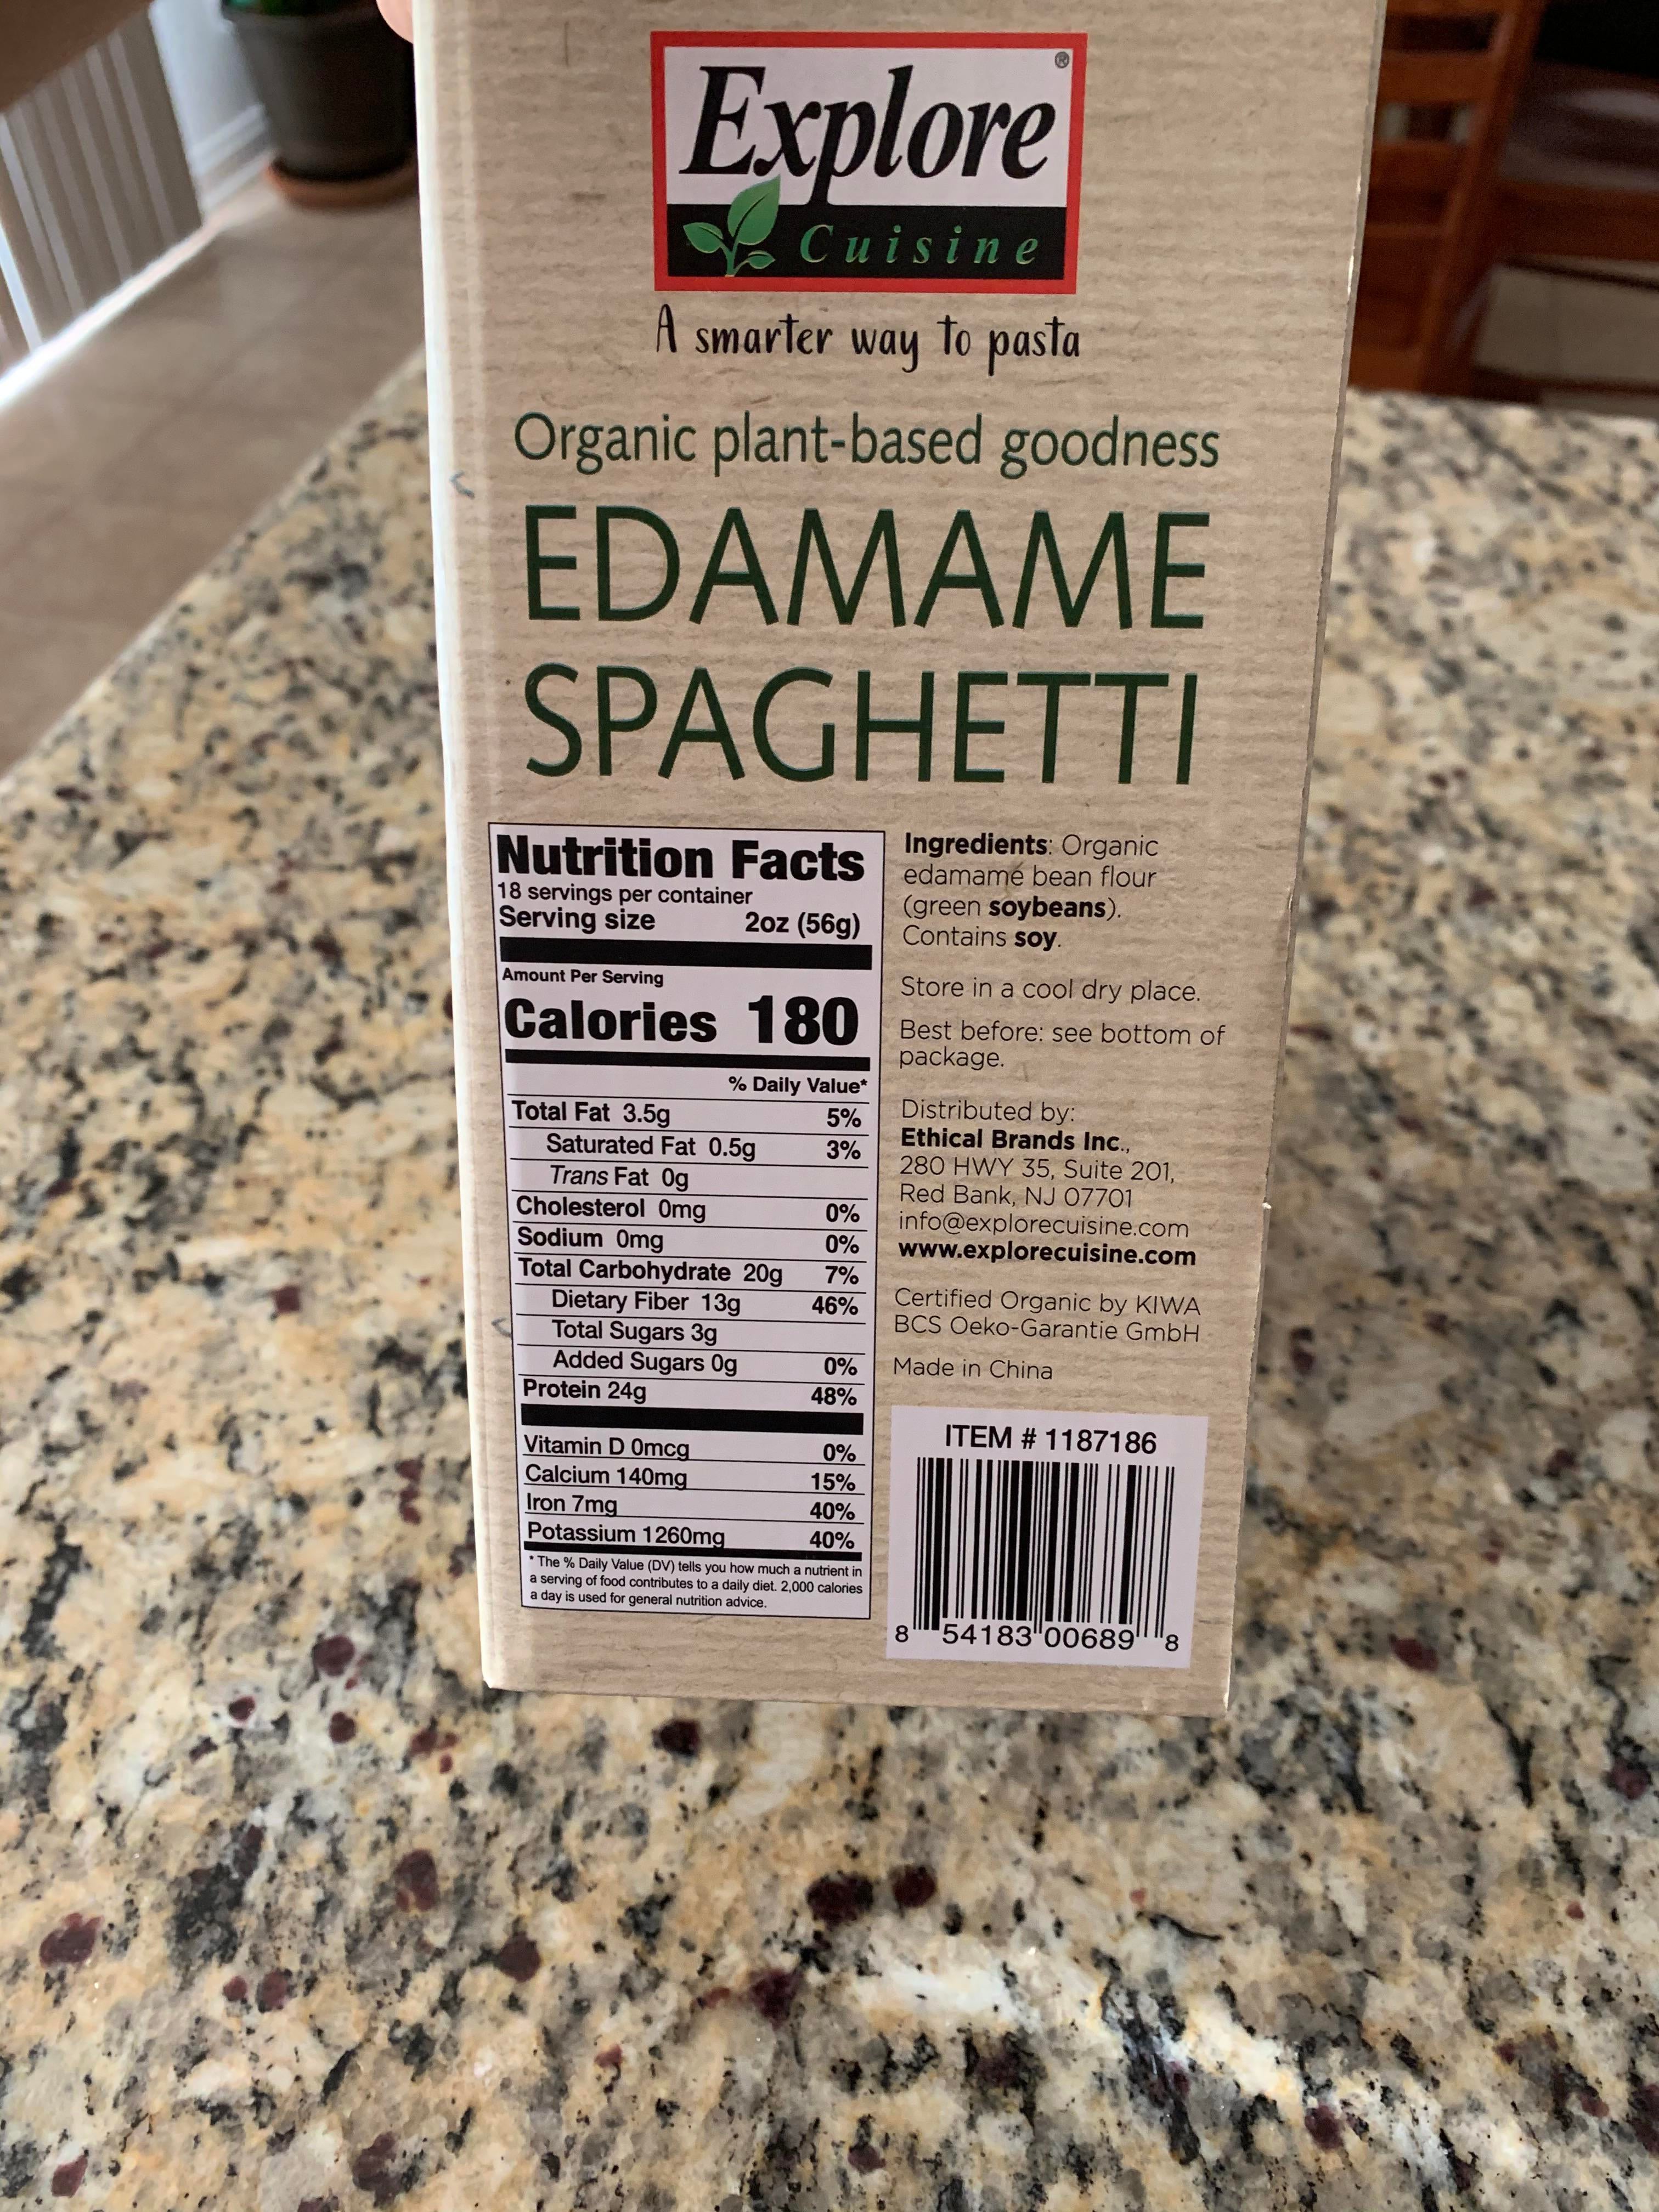 Explore®
Cuisine
A smarter way to pasta
Organic plant-based goodness
EDAMAME
SPAGHETTI
Nutrition Facts
18 servings per container
Serving size 2oz (56g)
Amount Per Serving
Calories 180
% Daily Value*
Total Fat 3.5g 5%
Saturated Fat 0.5g 3%
Trans Fat 0g
Cholesterol 0mg 0%
Sodium 0mg 0%
Total Carbohydrate 20g 7%
Dietary Fiber 13g 46%
Total Sugars 3g
Added Sugars 0g 0%
Protein 24g 48%
Vitamin D 0mcg 0%
Calcium 140mg 15%
Iron 7mg 40%
Potassium 1260mg 40%
* The % Daily Value (DV) tells you how much a nutrient in
a serving of food contributes to a daily diet. 2,000 calories
a day is used for general nutrition advice.
Ingredients: Organic
edamame bean flour
(green soybeans).
Contains soy.
Store in a cool dry place.
Best before: see bottom of
package.
Distributed by:
Ethical Brands Inc.,
280 HWY 35, Suite 201,
Red Bank, NJ 07701
info@explorecuisine.com
www.explorecuisine.com
Certified Organic by KIWA
BCS Oeko-Garantie GmbH
Made in China
ITEM # 1187186
8 54183 00689 8